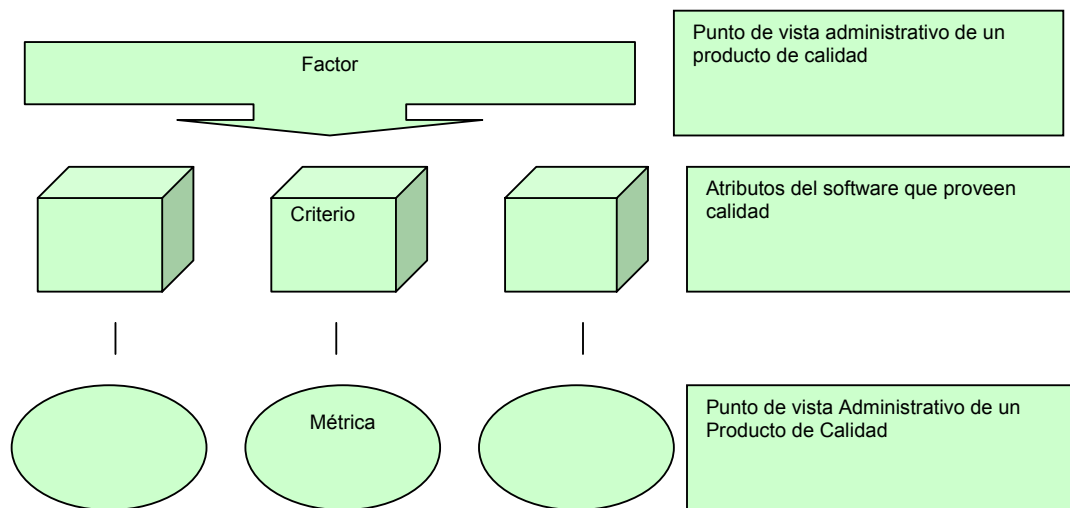 Factor
Punto de vista administrativo de un
producto de calidad
Criterio
Atributos del software que proveen
calidad
Métrica
Punto de vista Administrativo de un
Producto de Calidad